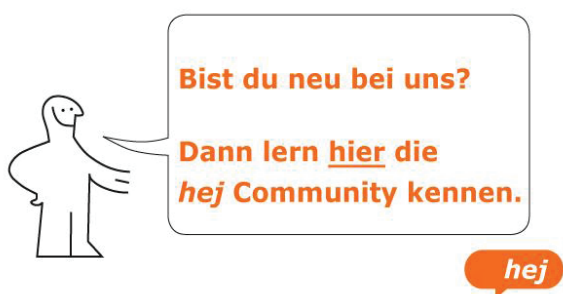 Bist du neu bei uns?
Dann lern hier die
hej Community kennen.
hej